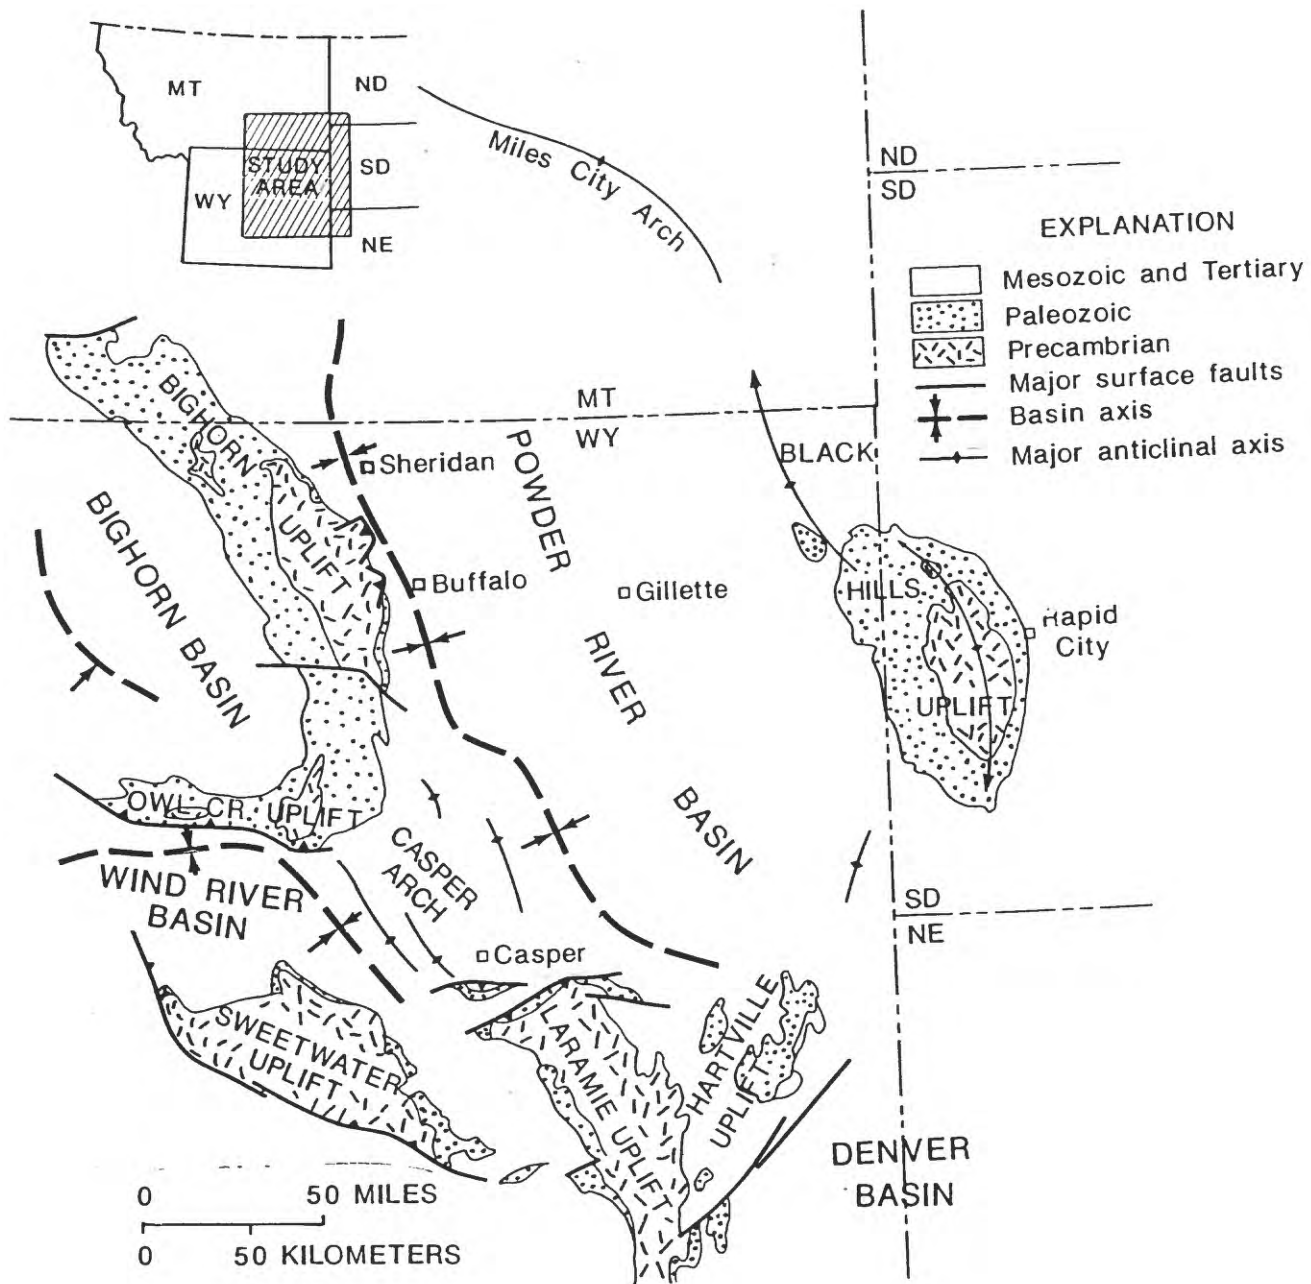 MT
ND
STUDY
AREA
SD
WY
NE
Miles City Arch
ND
SD
EXPLANATION
Mesozoic and Tertiary
Paleozoic
Precambrian
Major surface faults
Basin axis
Major anticlinal axis
MT
WY
BIGHORN
UPLIFT
Sheridan
POWDER
RIVER
BASIN
BLACK
HILLS
UPLIFT
BIGHORN BASIN
Buffalo
Gillette
Rapid
City
OWL CR. UPLIFT
CASPER
ARCH
WIND RIVER
BASIN
SD
NE
Casper
SWEETWATER
UPLIFT
LARAMIE UPLIFT
HARTVILLE
UPLIFT
DENVER
BASIN
0 50 MILES
0 50 KILOMETERS